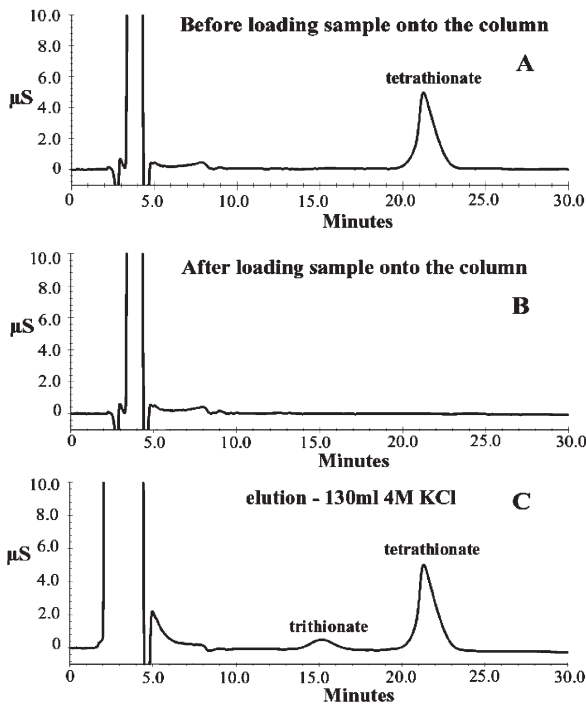 10.0
Before loading sample onto the column
A
8.0
tetrathionate
6.0
µS
4.0
2.0
0
0 5.0 10.0 15.0 20.0 25.0 30.0
Minutes
10.0
After loading sample onto the column
8.0
B
µS
6.0
4.0
2.0
0
0 5.0 10.0 15.0 20.0 25.0 30.0
Minutes
10.0
elution - 130ml 4M KCl
C
8.0
µS
6.0
tetrathionate
4.0
2.0
trithionate
0
0 5.0 10.0 15.0 20.0 25.0 30.0
Minutes